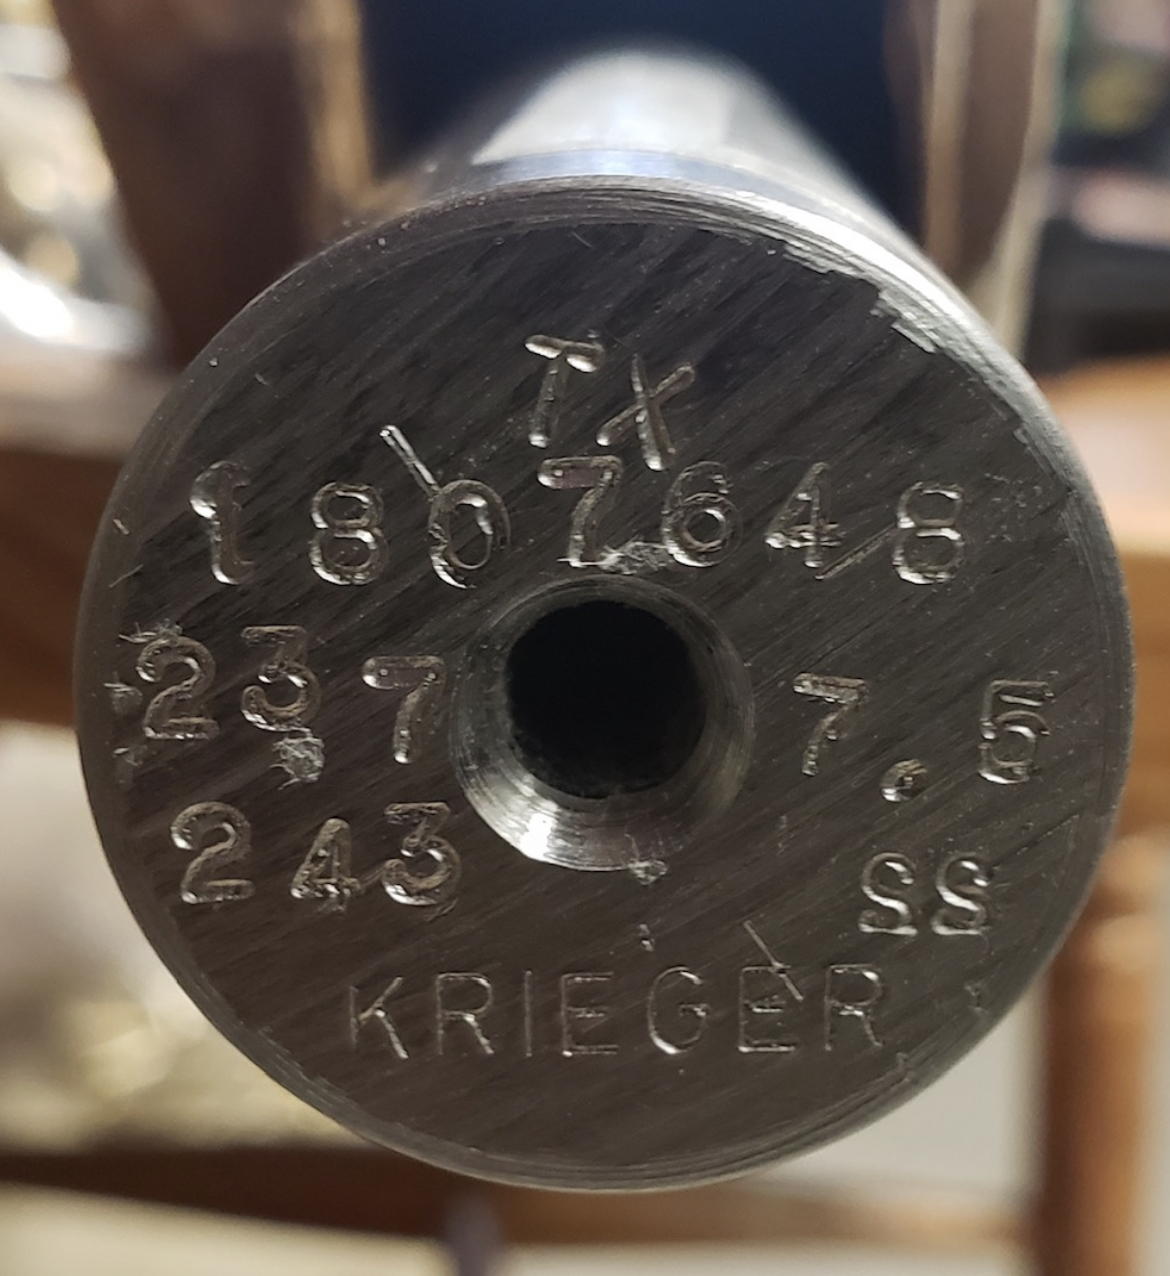 TX
1807648
237 7.5
243 SS
KRIEGER